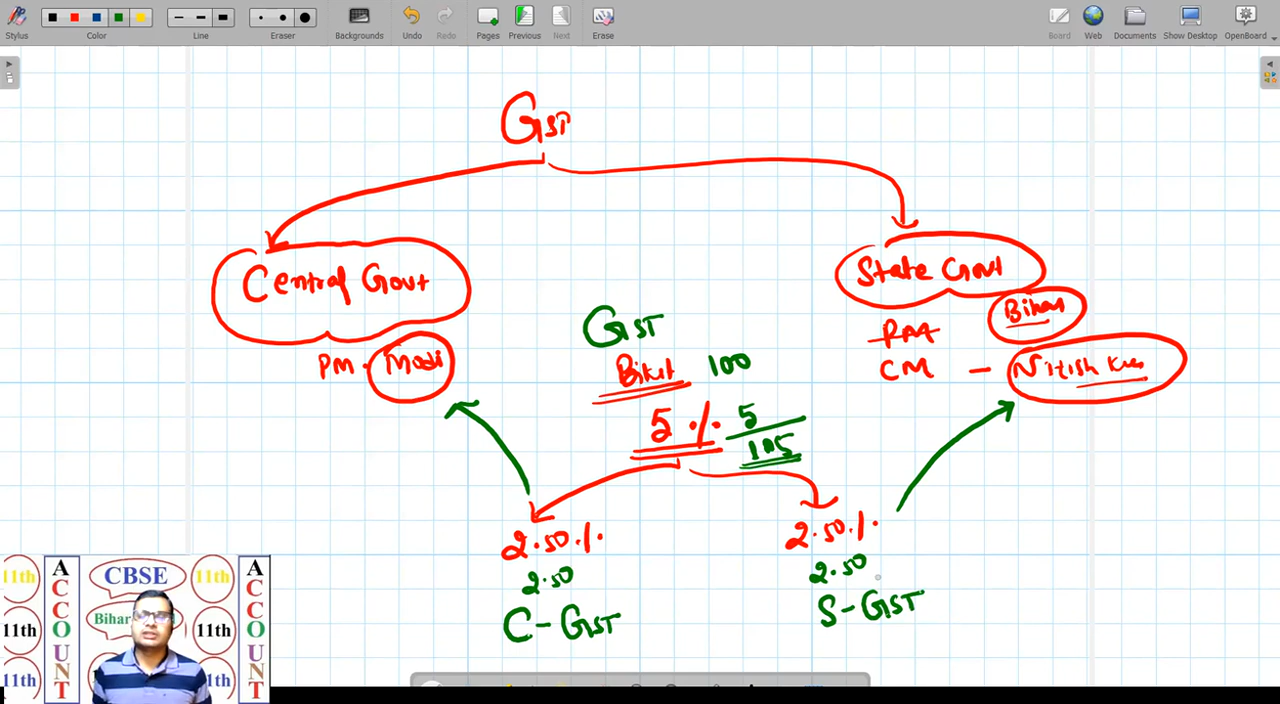 Stylus
Color
Line
Eraser
Backgrounds
Undo
Redo
Pages
Previous
Next
Erase
Board
Web
Documents
Show Desktop
OpenBoard
GST
Central Govt
State Govt
PM - Modi
Bihar
PM
CM - Nitish Ku
GST
100
5 %
5
105
2.50 %
2.50 %
2.50
2.50
C - GST
S - GST
11th
CBSE
11th
11th
Bihar
11th
11th
11th
ACCOUNT
ACCOUNT